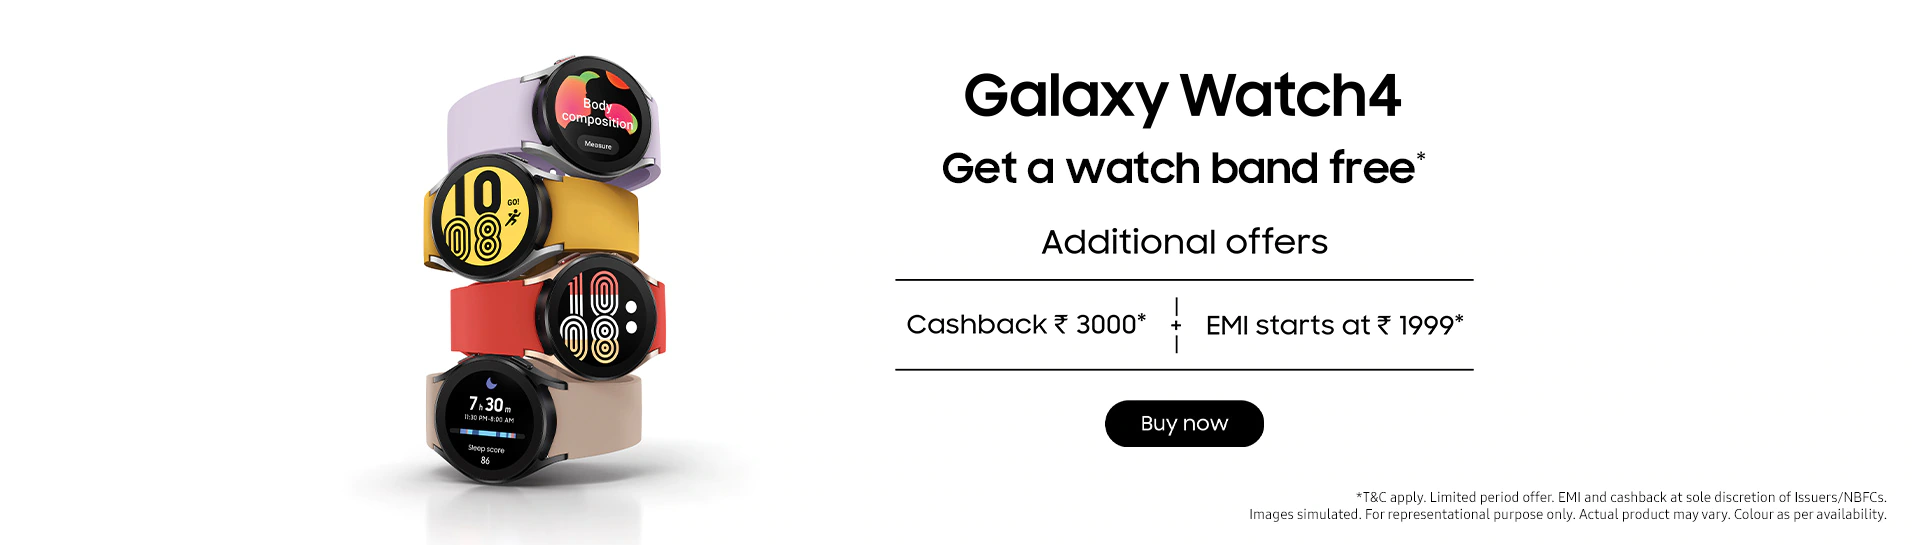 Body
composition
Measure
10
GO!
08
10
08
7h 30m
11:30 PM-8:00 AM
Sleep score
86
Galaxy Watch4
Get a watch band free*
Additional offers
Cashback ₹ 3000* + EMI starts at ₹ 1999*
Buy now
*T&C apply. Limited period offer. EMI and cashback at sole discretion of Issuers/NBFCs.
Images simulated. For representational purpose only. Actual product may vary. Colour as per availability.